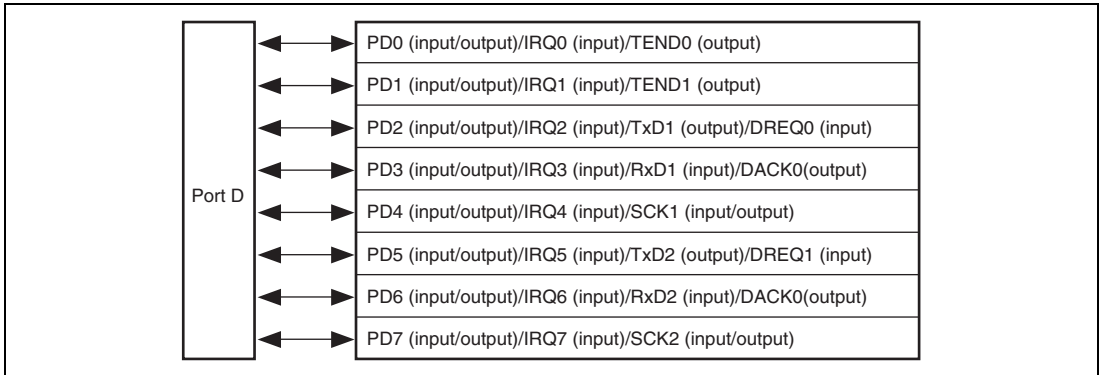 Port D
PD0 (input/output)/IRQ0 (input)/TEND0 (output)
PD1 (input/output)/IRQ1 (input)/TEND1 (output)
PD2 (input/output)/IRQ2 (input)/TxD1 (output)/DREQ0 (input)
PD3 (input/output)/IRQ3 (input)/RxD1 (input)/DACK0(output)
PD4 (input/output)/IRQ4 (input)/SCK1 (input/output)
PD5 (input/output)/IRQ5 (input)/TxD2 (output)/DREQ1 (input)
PD6 (input/output)/IRQ6 (input)/RxD2 (input)/DACK0(output)
PD7 (input/output)/IRQ7 (input)/SCK2 (input/output)